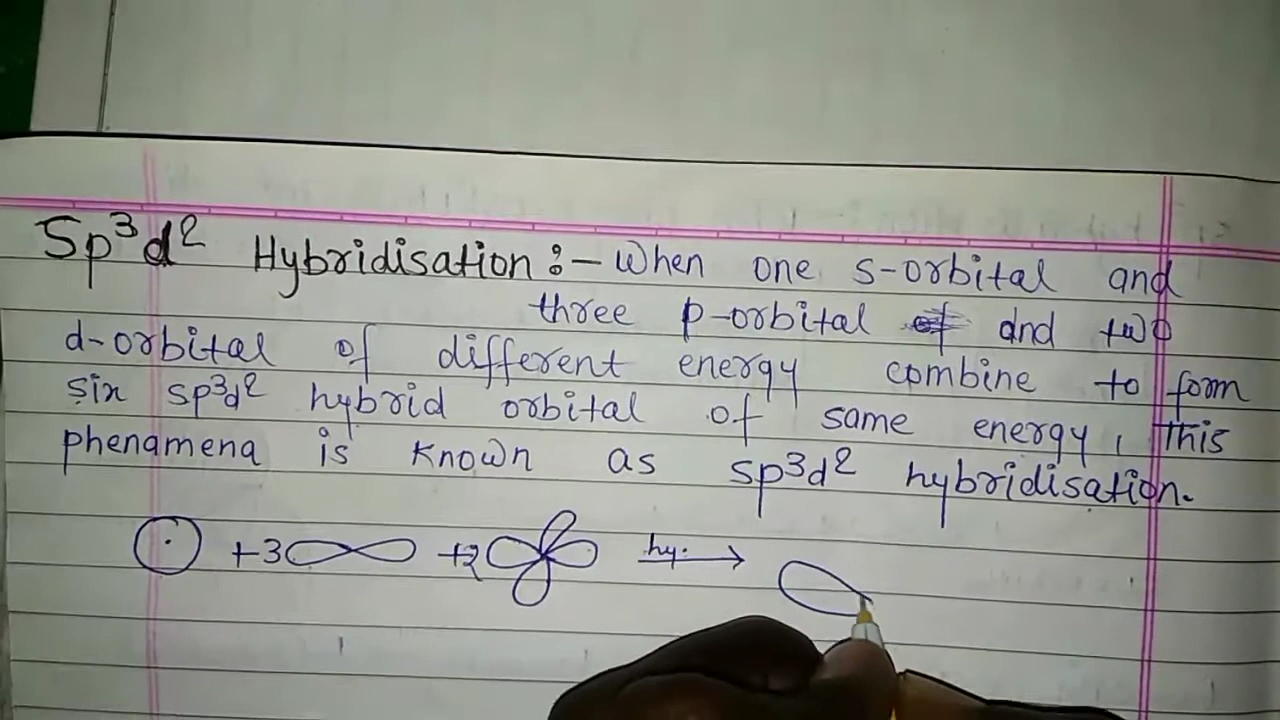 Sp³d² Hybridisation :- When one s-orbital and
three p-orbital and two
d-orbital of different energy combine to form
six sp³d² hybrid orbital of same energy, This
phenamena is known as sp³d² hybridisation.
+3 +2 hy.